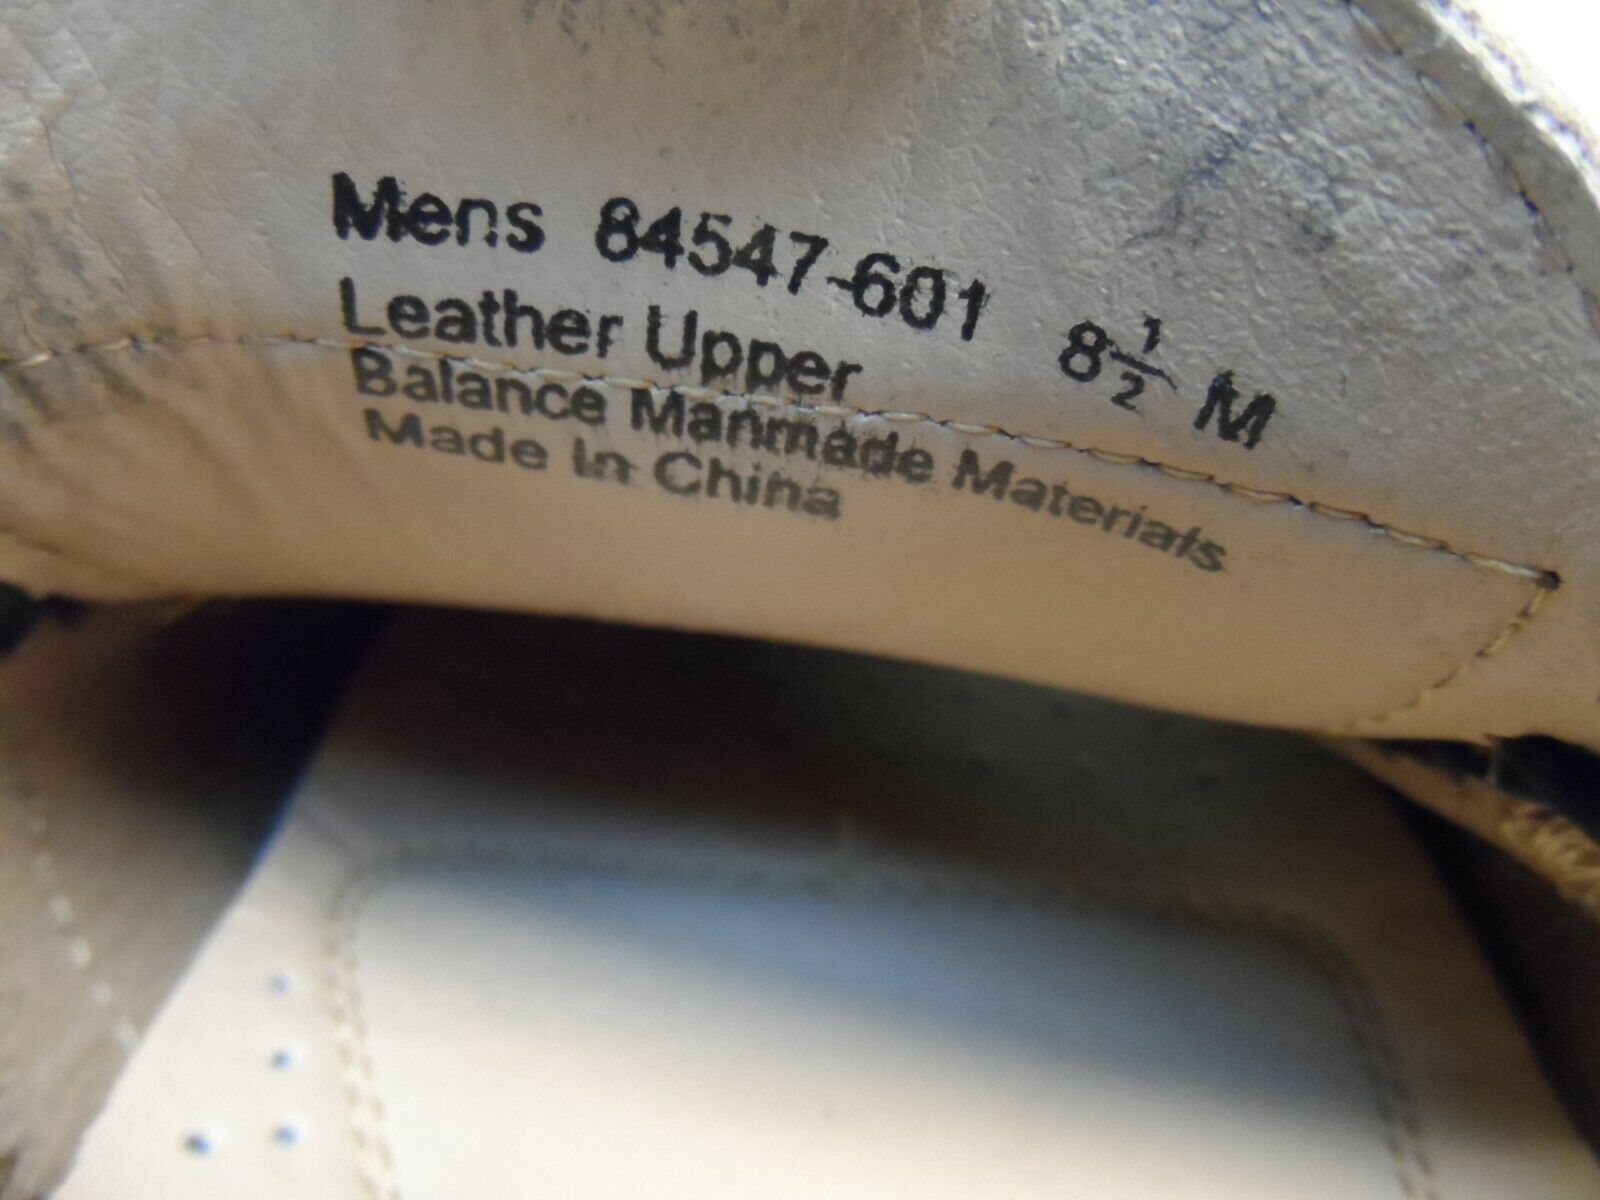 Mens 84547-601 8 1/2 M
Leather Upper
Balance Manmade Materials
Made In China